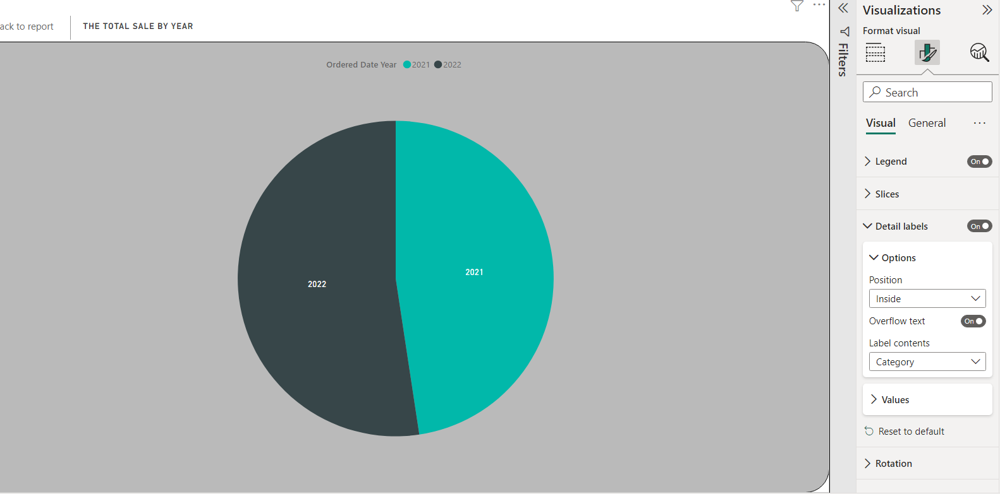 ack to report
THE TOTAL SALE BY YEAR
Ordered Date Year 2021 2022
2021
2022
Filters
Visualizations
Format visual
Search
Visual General
Legend On
Slices
Detail labels On
Options
Position
Inside
Overflow text On
Label contents
Category
Values
Reset to default
Rotation